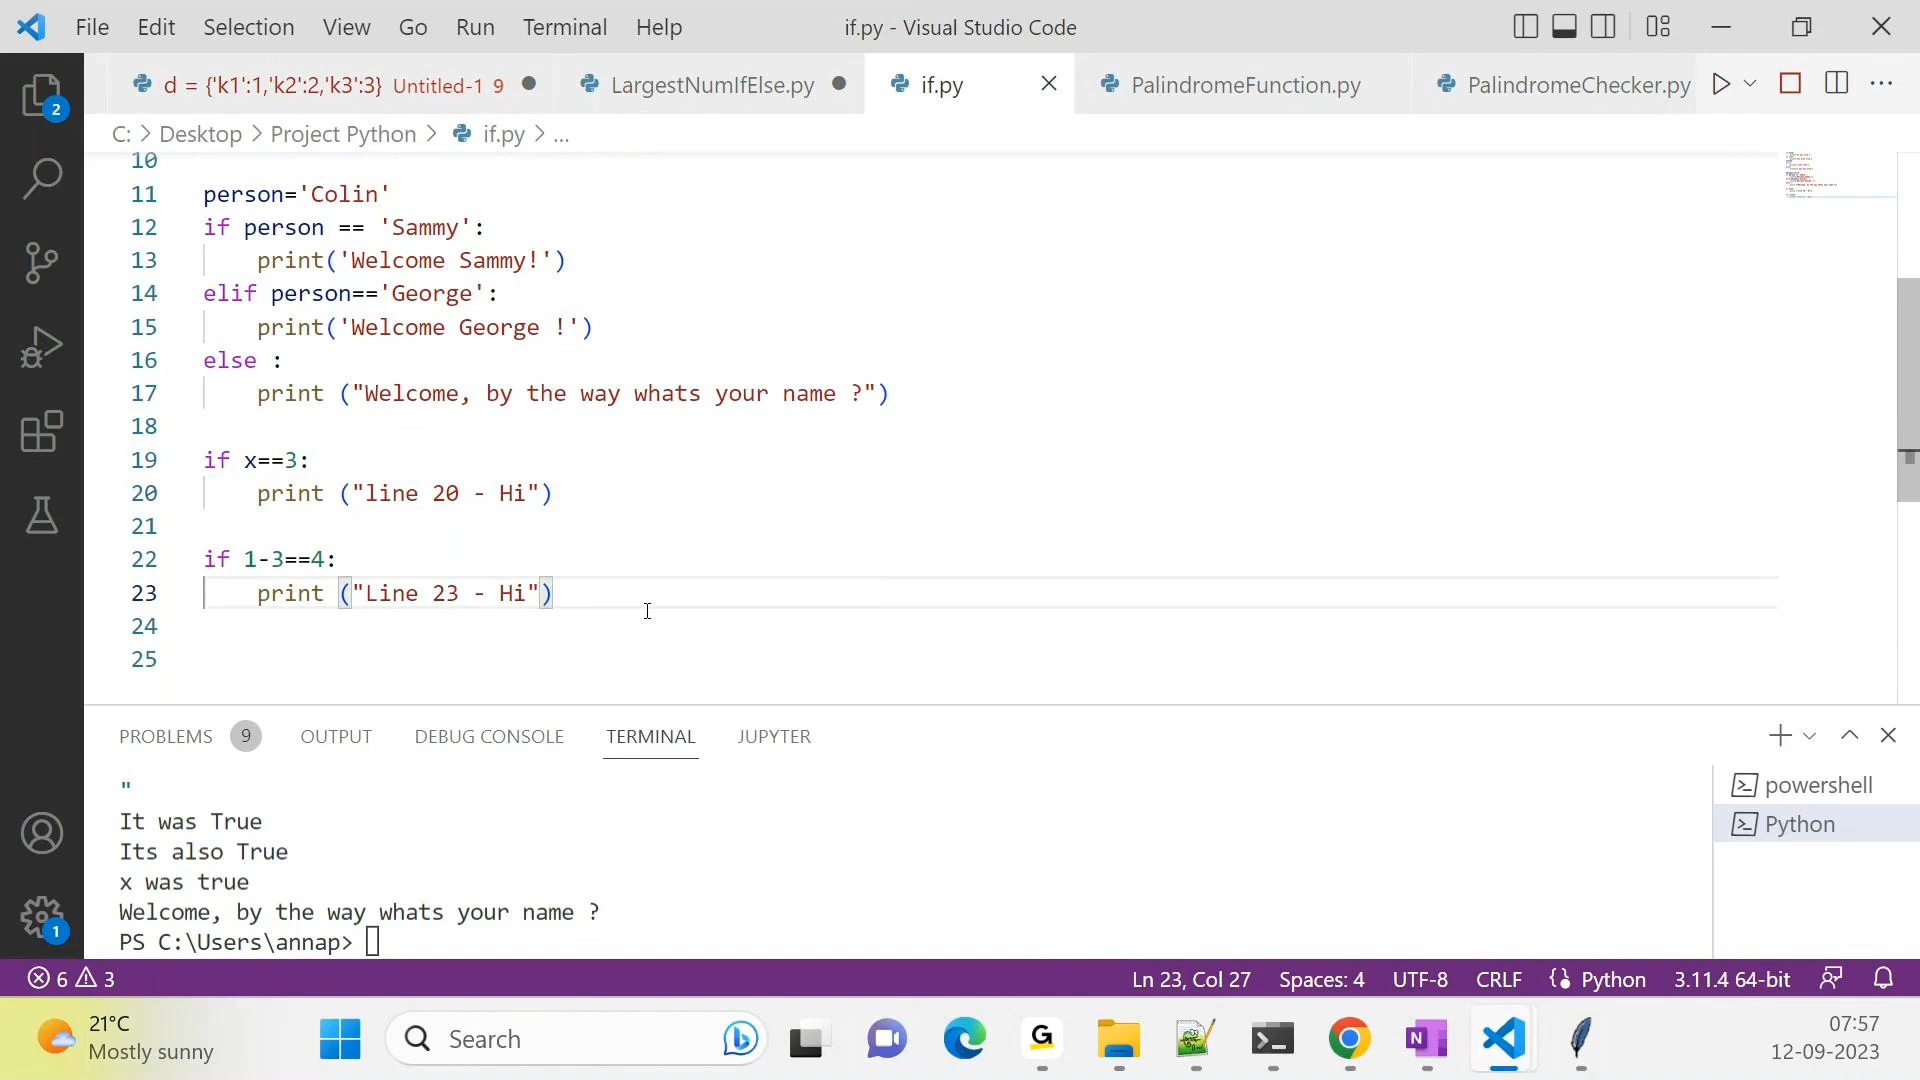 File Edit Selection View Go Run Terminal Help if.py - Visual Studio Code
d = {'k1':1,'k2':2,'k3':3} Untitled-1 9 LargestNumIfElse.py if.py PalindromeFunction.py PalindromeChecker.py
C: > Desktop > Project Python > if.py > ...
2
10
11 person='Colin'
12 if person == 'Sammy':
13 print('Welcome Sammy!')
14 elif person=='George':
15 print('Welcome George !')
16 else :
17 print ("Welcome, by the way whats your name ?")
18
19 if x==3:
20 print ("line 20 - Hi")
21
22 if 1-3==4:
23 print ("Line 23 - Hi")
24
25
PROBLEMS 9 OUTPUT DEBUG CONSOLE TERMINAL JUPYTER
"
It was True
Its also True
x was true
Welcome, by the way whats your name ?
PS C:\Users\annap>
powershell
Python
1
6 3 Ln 23, Col 27 Spaces: 4 UTF-8 CRLF Python 3.11.4 64-bit
21°C
Mostly sunny
Search
G
N
07:57
12-09-2023